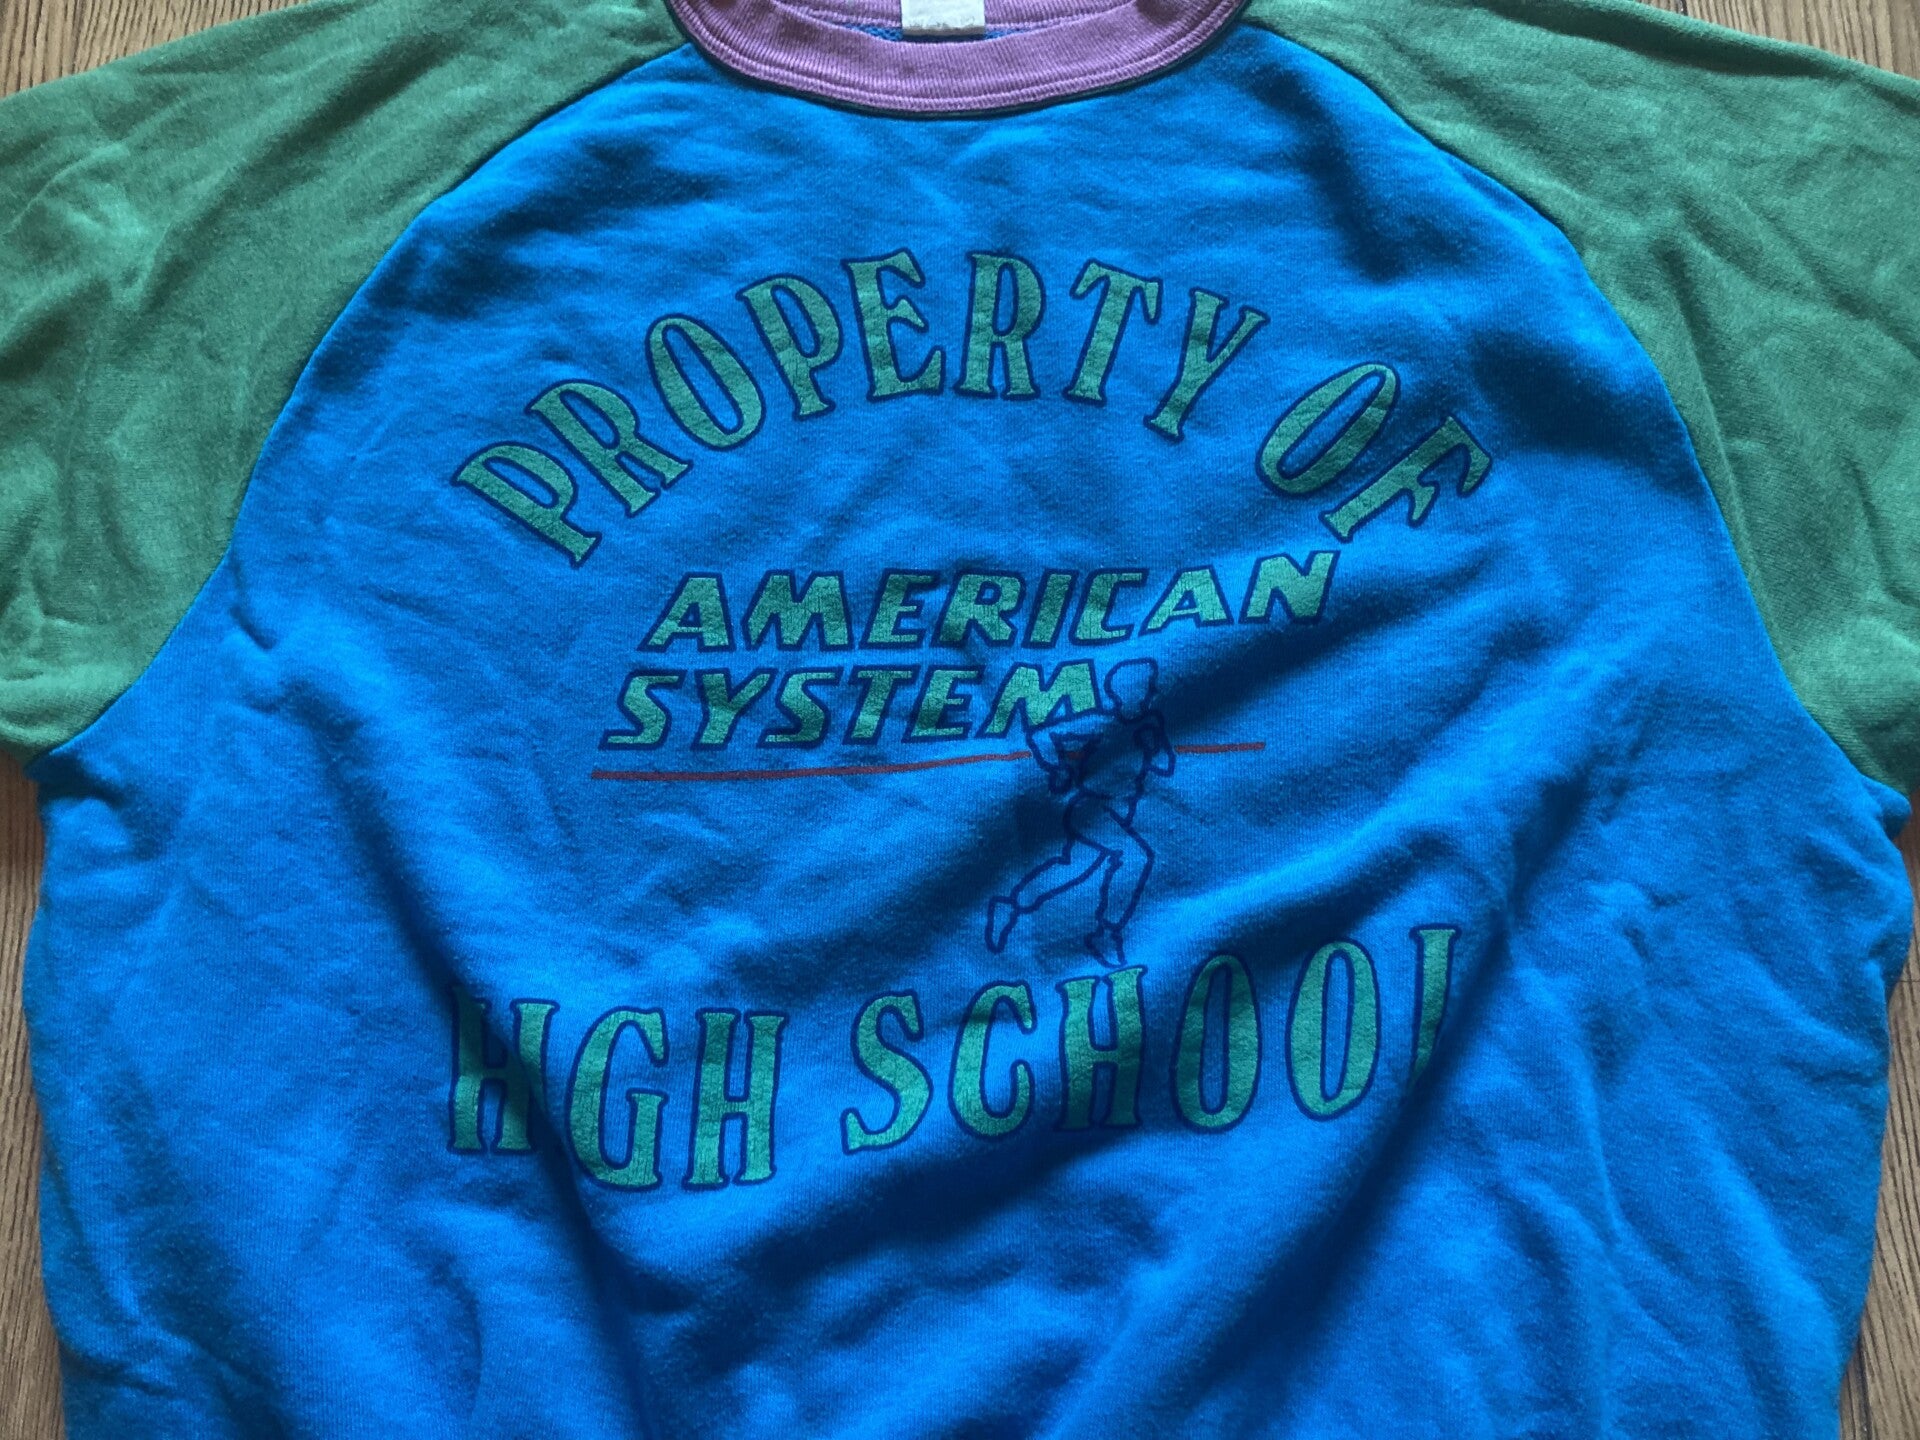 PROPERTY OF
AMERICAN
SYSTEM
HGH SCHOOL